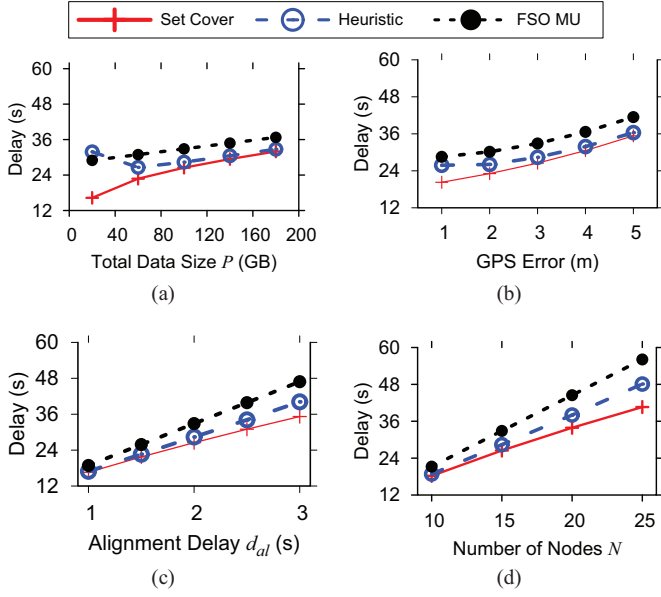 Set Cover Heuristic FSO MU
60
48
36
24
12
Delay (s)
0 40 80 120 160 200
Total Data Size P (GB)
(a)
60
48
36
24
12
Delay (s)
1 2 3 4 5
GPS Error (m)
(b)
60
48
36
24
12
Delay (s)
1 2 3
Alignment Delay d_al (s)
(c)
60
48
36
24
12
Delay (s)
10 15 20 25
Number of Nodes N
(d)